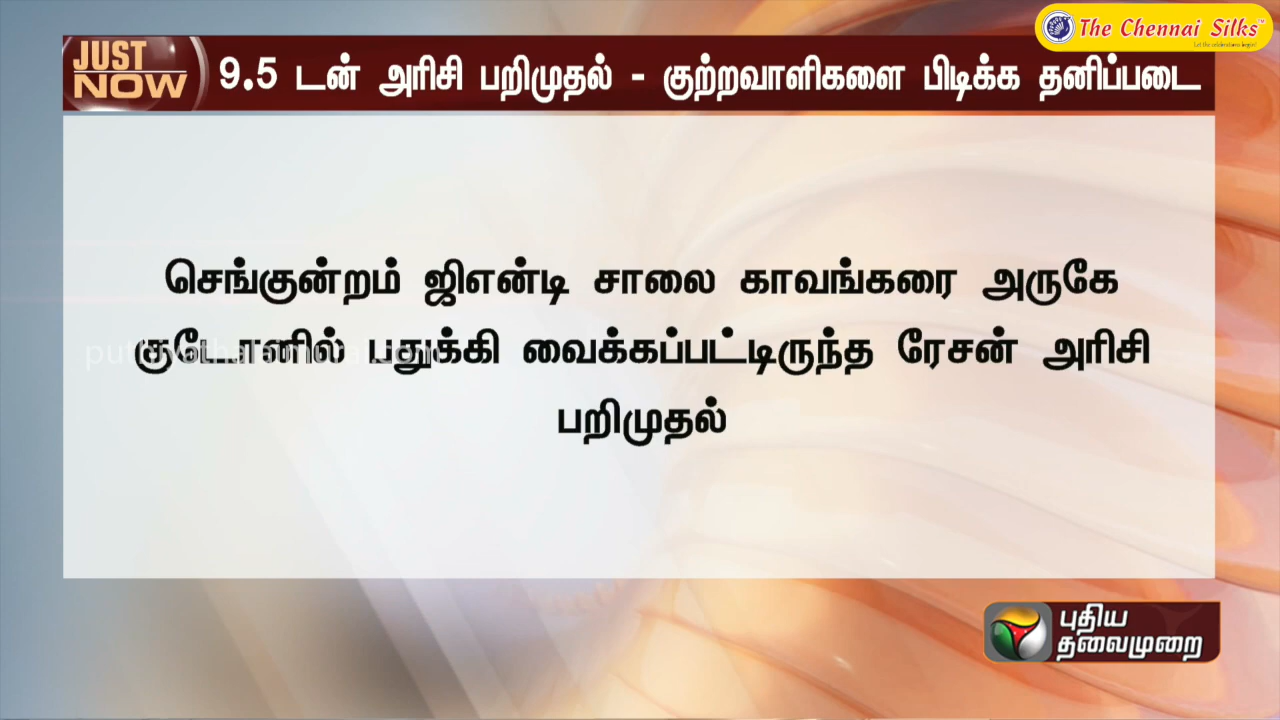 The Chennai Silks
JUST
NOW
9.5 டன் அரிசி பறிமுதல் - குற்றவாளிகளை பிடிக்க தனிப்படை
செங்குன்றம் ஜிஎன்டி சாலை காவங்கரை அருகே
குடோனில் பதுக்கி வைக்கப்பட்டிருந்த ரேசன் அரிசி
பறிமுதல்
புதிய
தலைமுறை